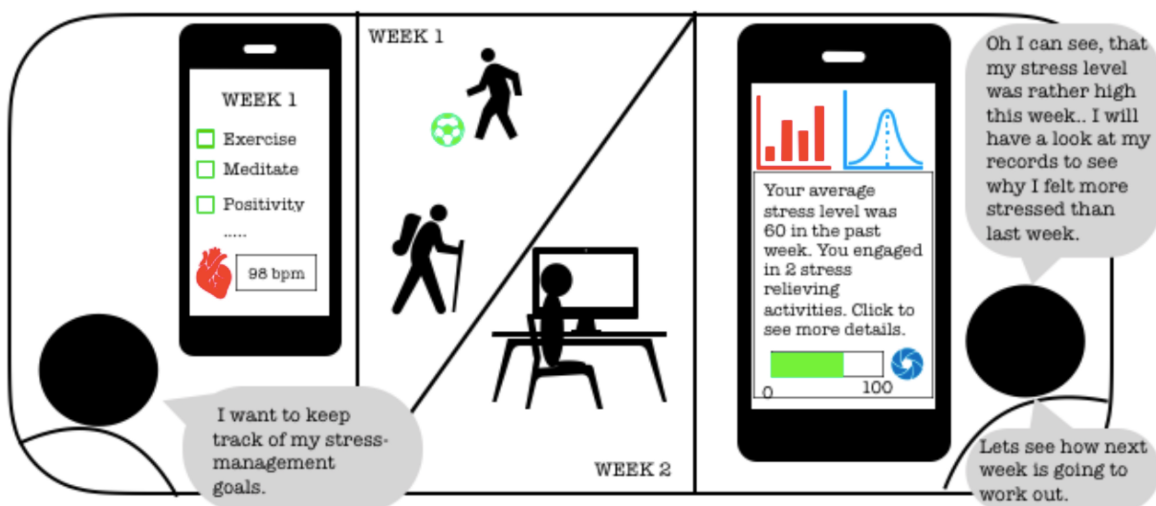 WEEK 1
Exercise
Meditate
Positivity
.....
98 bpm
I want to keep
track of my stress-
management
goals.
WEEK 1
WEEK 2
Your average
stress level was
60 in the past
week. You engaged
in 2 stress
relieving
activities. Click to
see more details.
0
100
Oh I can see, that
my stress level
was rather high
this week.. I will
have a look at my
records to see
why I felt more
stressed than
last week.
Lets see how next
week is going to
work out.